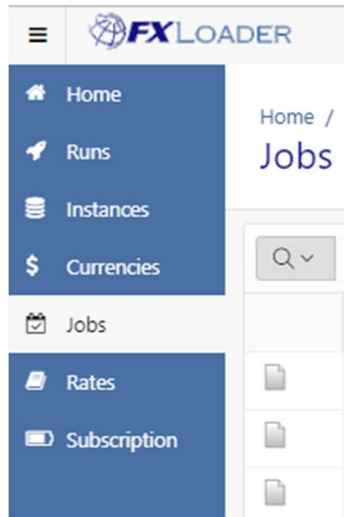 FXLOADER
Home
Runs
Instances
$ Currencies
Jobs
Rates
Subscription
Home /
Jobs